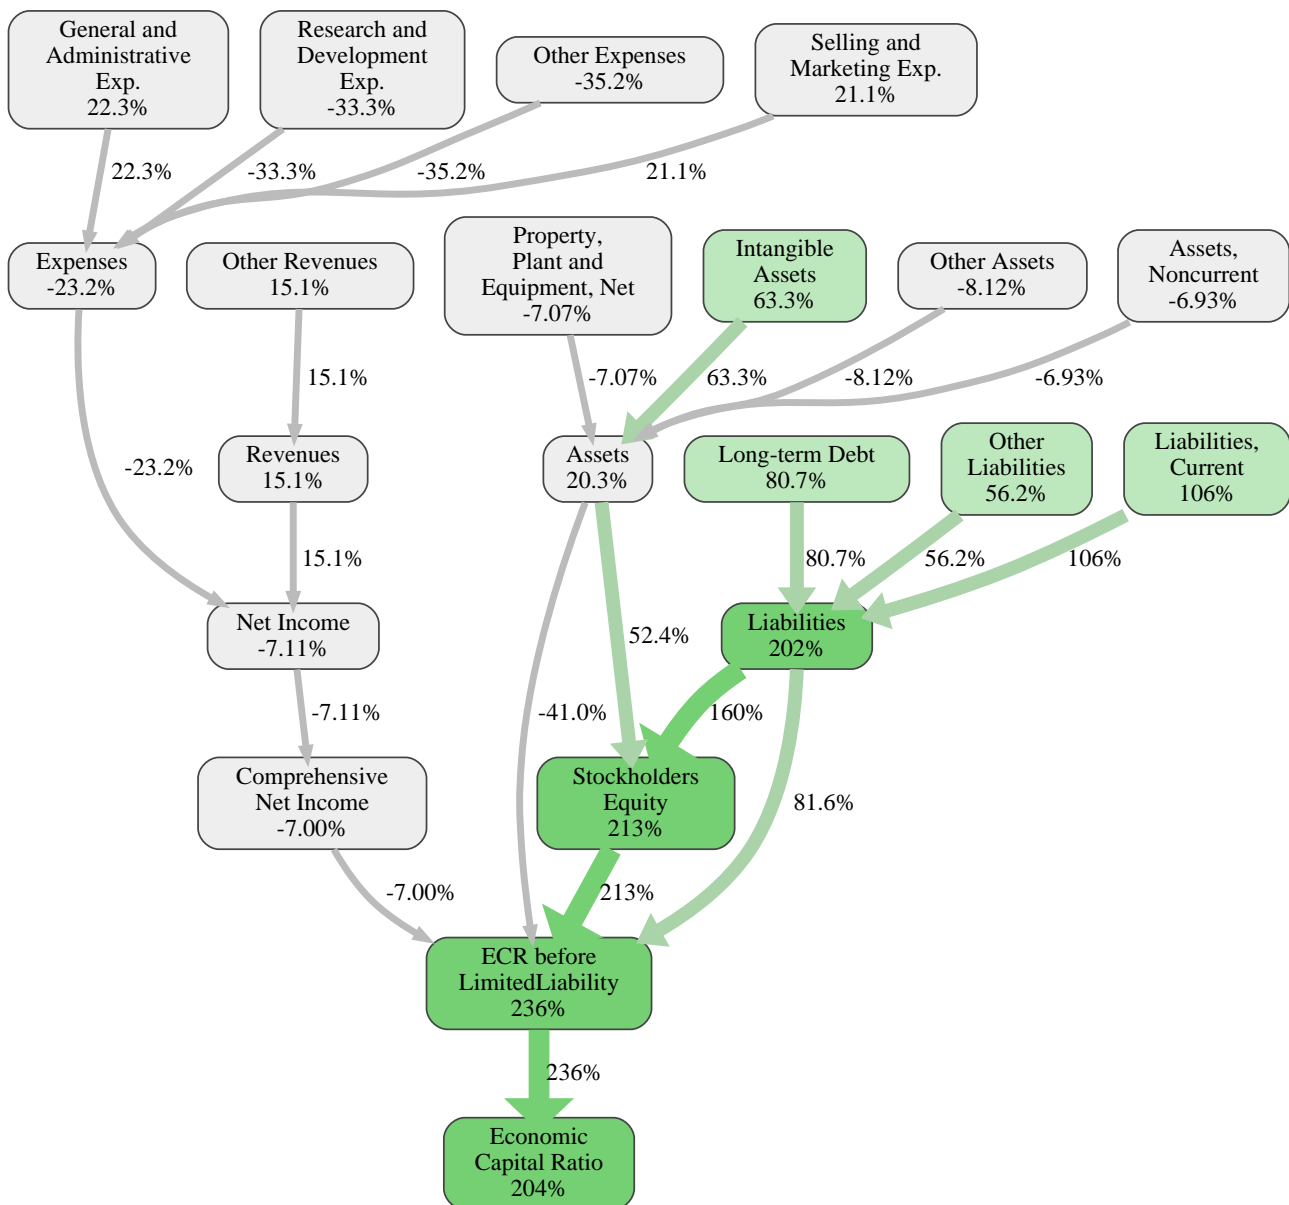 General and
Administrative
Exp.
22.3%
Research and
Development
Exp.
-33.3%
Other Expenses
-35.2%
Selling and
Marketing Exp.
21.1%
22.3%
-33.3%
-35.2%
21.1%
Expenses
-23.2%
Other Revenues
15.1%
Property,
Plant and
Equipment, Net
-7.07%
Intangible
Assets
63.3%
Other Assets
-8.12%
Assets,
Noncurrent
-6.93%
15.1%
-7.07%
63.3%
-8.12%
-6.93%
-23.2%
Revenues
15.1%
Assets
20.3%
Long-term Debt
80.7%
Other
Liabilities
56.2%
Liabilities,
Current
106%
15.1%
80.7%
56.2%
106%
Net Income
-7.11%
52.4%
Liabilities
202%
-7.11%
-41.0%
160%
Comprehensive
Net Income
-7.00%
Stockholders
Equity
213%
81.6%
-7.00%
213%
ECR before
LimitedLiability
236%
236%
Economic
Capital Ratio
204%